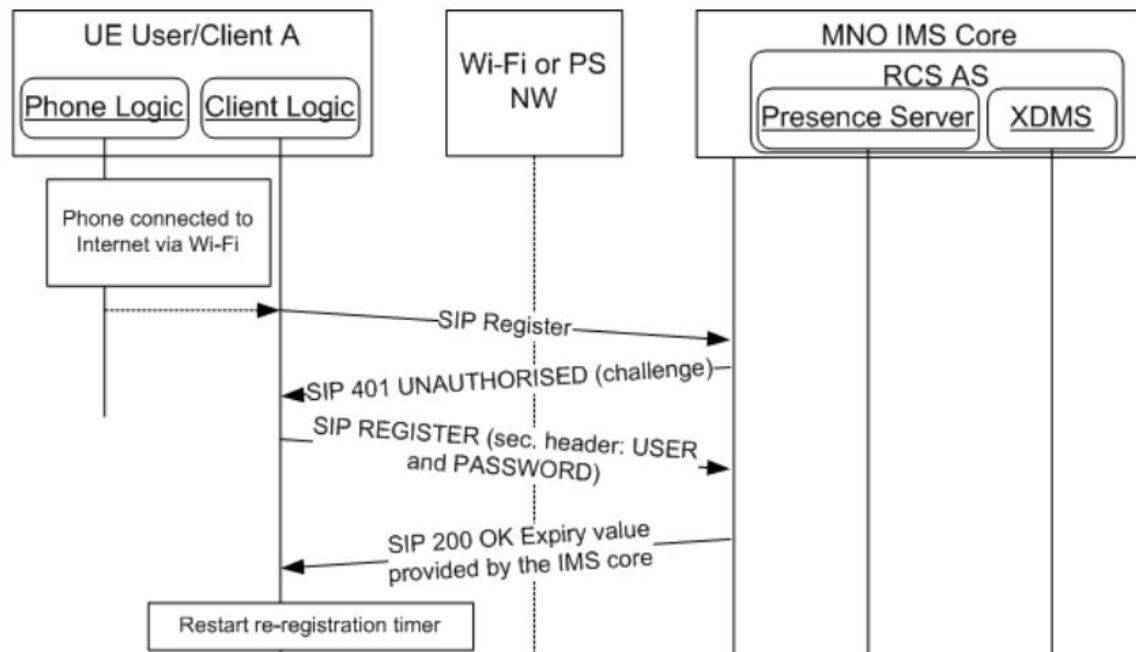 UE User/Client A
Phone Logic
Client Logic
Wi-Fi or PS
NW
MNO IMS Core
RCS AS
Presence Server
XDMS
Phone connected to
Internet via Wi-Fi
SIP Register
SIP 401 UNAUTHORISED (challenge)
SIP REGISTER (sec. header: USER
and PASSWORD)
SIP 200 OK Expiry value
provided by the IMS core
Restart re-registration timer